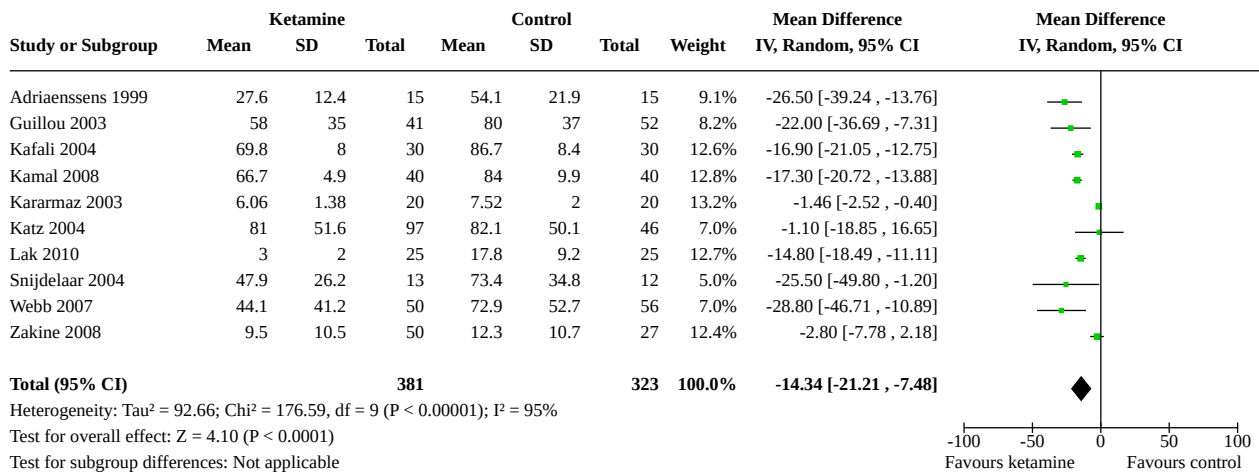 Ketamine Control Mean Difference Mean Difference
Study or Subgroup Mean SD Total Mean SD Total Weight IV, Random, 95% CI IV, Random, 95% CI
Adriaenssens 1999 27.6 12.4 15 54.1 21.9 15 9.1% -26.50 [-39.24 , -13.76]
Guillou 2003 58 35 41 80 37 52 8.2% -22.00 [-36.69 , -7.31]
Kafali 2004 69.8 8 30 86.7 8.4 30 12.6% -16.90 [-21.05 , -12.75]
Kamal 2008 66.7 4.9 40 84 9.9 40 12.8% -17.30 [-20.72 , -13.88]
Kararmaz 2003 6.06 1.38 20 7.52 2 20 13.2% -1.46 [-2.52 , -0.40]
Katz 2004 81 51.6 97 82.1 50.1 46 7.0% -1.10 [-18.85 , 16.65]
Lak 2010 3 2 25 17.8 9.2 25 12.7% -14.80 [-18.49 , -11.11]
Snijdelaar 2004 47.9 26.2 13 73.4 34.8 12 5.0% -25.50 [-49.80 , -1.20]
Webb 2007 44.1 41.2 50 72.9 52.7 56 7.0% -28.80 [-46.71 , -10.89]
Zakine 2008 9.5 10.5 50 12.3 10.7 27 12.4% -2.80 [-7.78 , 2.18]
Total (95% CI) 381 323 100.0% -14.34 [-21.21 , -7.48]
Heterogeneity: Tau² = 92.66; Chi² = 176.59, df = 9 (P < 0.00001); I² = 95%
Test for overall effect: Z = 4.10 (P < 0.0001)
Test for subgroup differences: Not applicable
-100 -50 0 50 100
Favours ketamine Favours control